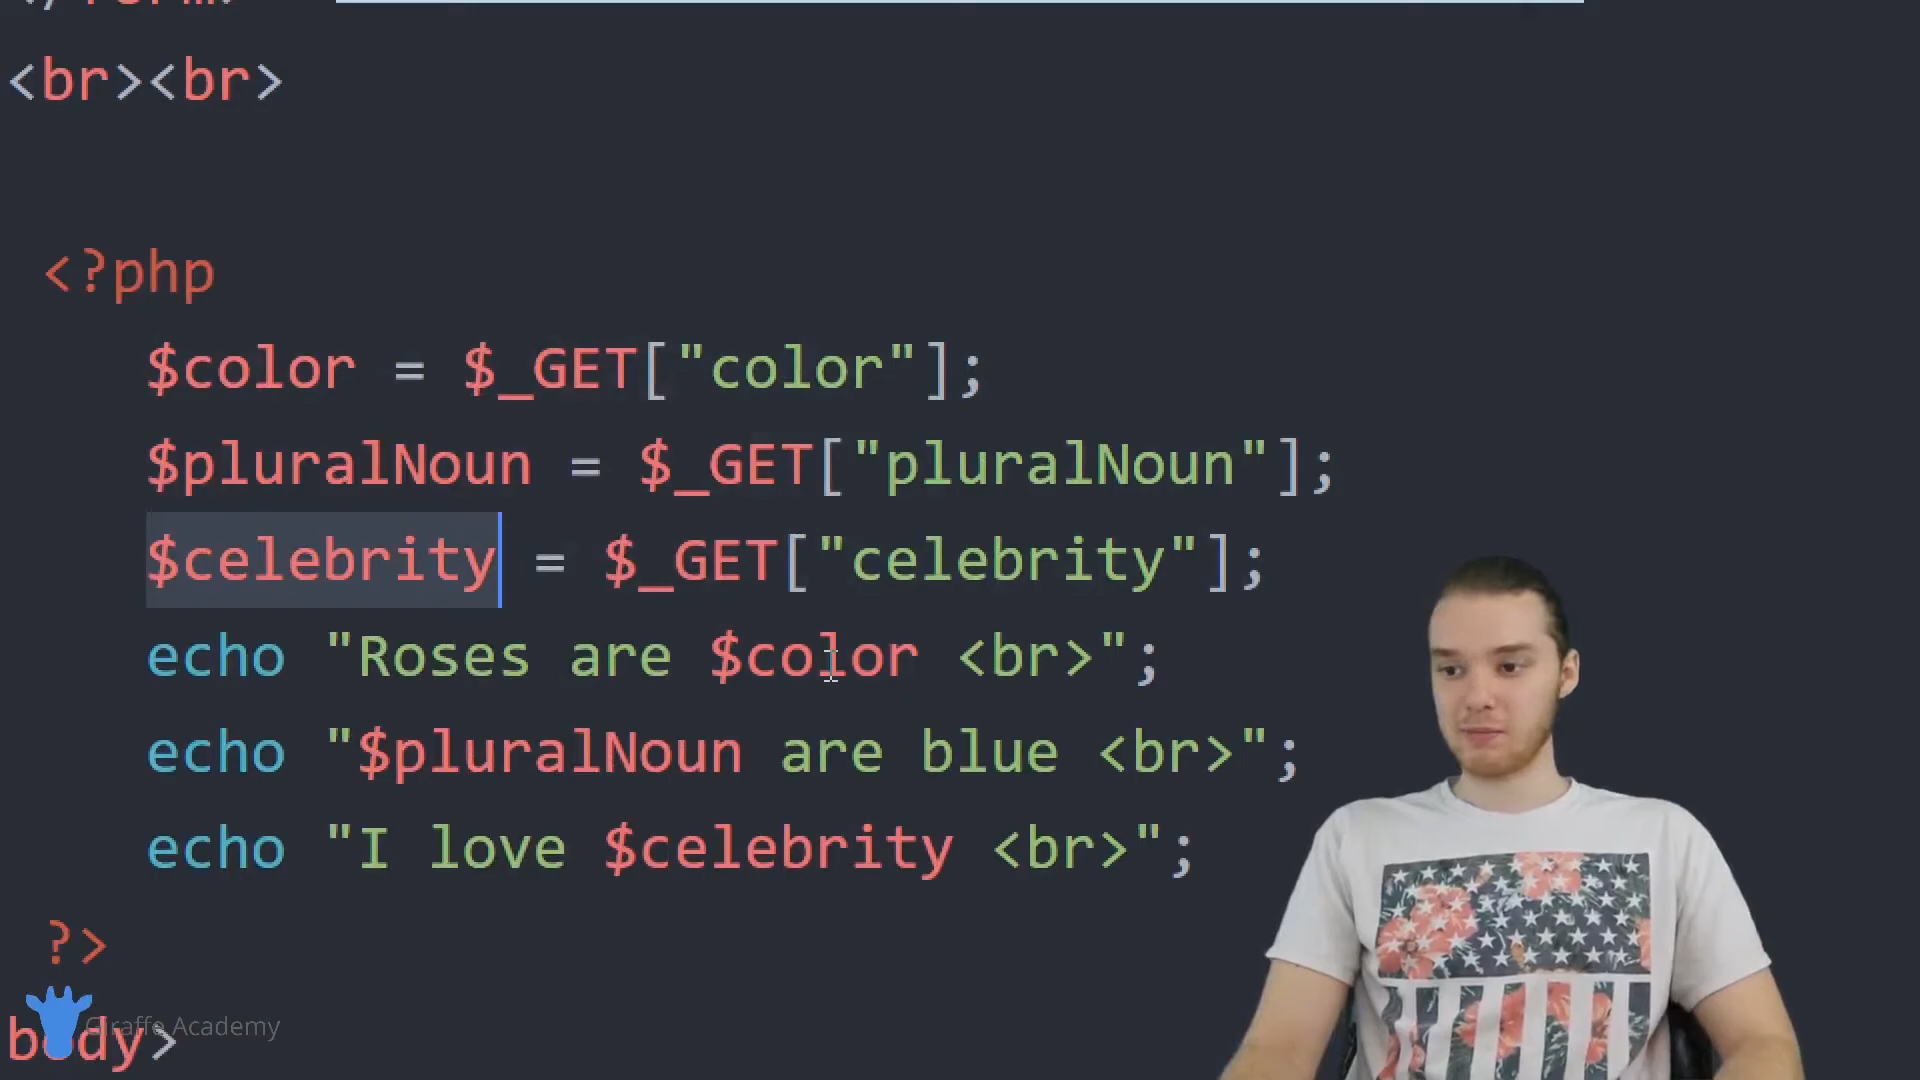 </form>
<br><br>
<?php
$color = $_GET["color"];
$pluralNoun = $_GET["pluralNoun"];
$celebrity = $_GET["celebrity"];
echo "Roses are $color <br>";
echo "$pluralNoun are blue <br>";
echo "I love $celebrity <br>";
?>
body>
Giraffe Academy